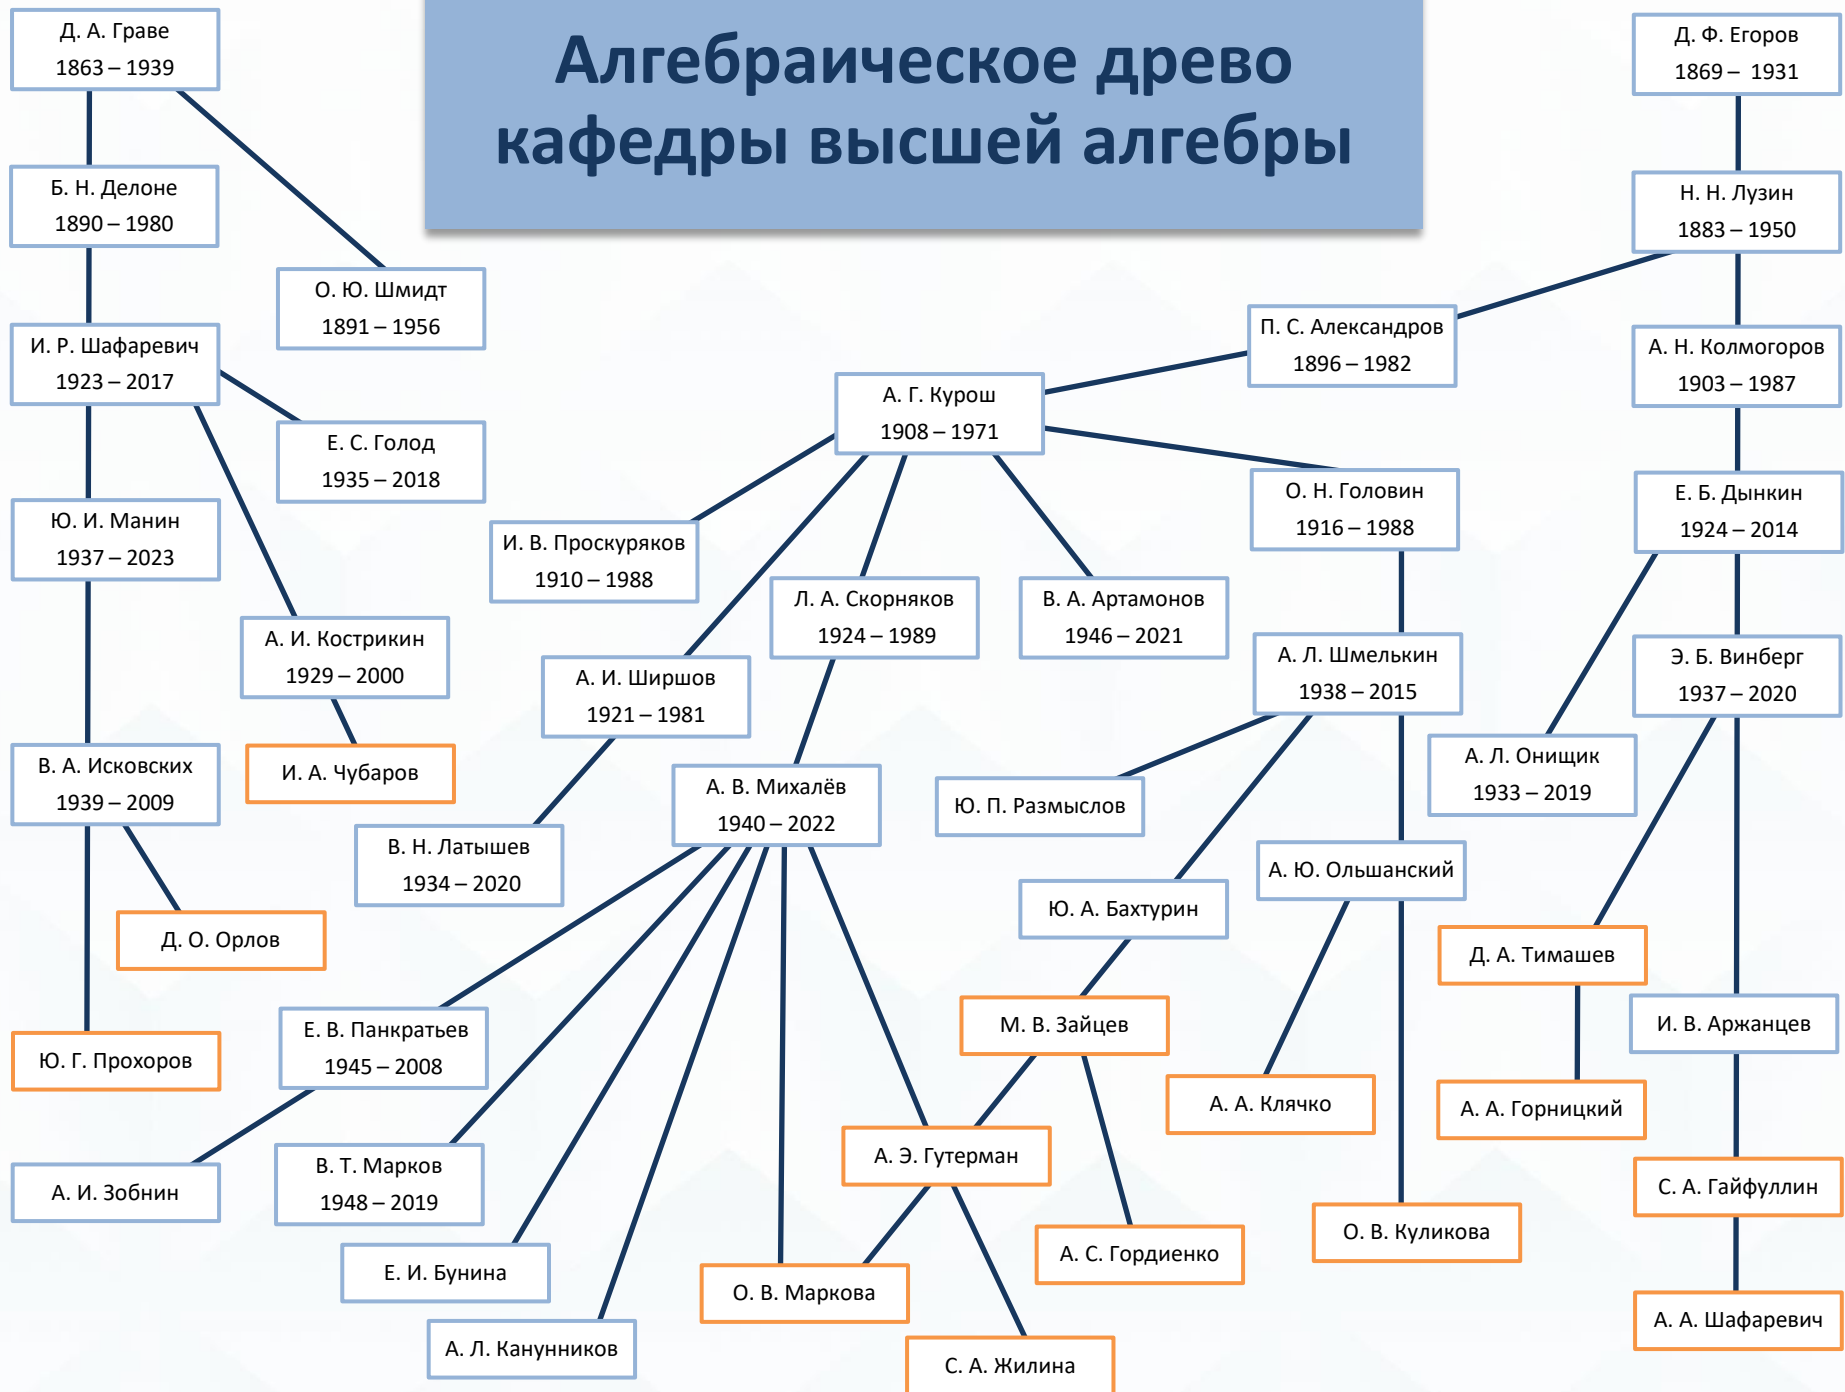 Алгебраическое древо
кафедры высшей алгебры
Д. А. Граве
1863 – 1939
Д. Ф. Егоров
1869 – 1931
Б. Н. Делоне
1890 – 1980
Н. Н. Лузин
1883 – 1950
О. Ю. Шмидт
1891 – 1956
П. С. Александров
1896 – 1982
И. Р. Шафаревич
1923 – 2017
А. Н. Колмогоров
1903 – 1987
А. Г. Курош
1908 – 1971
Е. С. Голод
1935 – 2018
О. Н. Головин
1916 – 1988
Е. Б. Дынкин
1924 – 2014
Ю. И. Манин
1937 – 2023
И. В. Проскуряков
1910 – 1988
Л. А. Скорняков
1924 – 1989
В. А. Артамонов
1946 – 2021
А. И. Кострикин
1929 – 2000
А. Л. Шмелькин
1938 – 2015
Э. Б. Винберг
1937 – 2020
А. И. Ширшов
1921 – 1981
В. А. Исковских
1939 – 2009
И. А. Чубаров
А. Л. Онищик
1933 – 2019
А. В. Михалёв
1940 – 2022
Ю. П. Размыслов
В. Н. Латышев
1934 – 2020
А. Ю. Ольшанский
Ю. А. Бахтурин
Д. О. Орлов
Д. А. Тимашев
М. В. Зайцев
И. В. Аржанцев
Е. В. Панкратьев
1945 – 2008
Ю. Г. Прохоров
А. А. Клячко
А. А. Горницкий
А. Э. Гутерман
В. Т. Марков
1948 – 2019
А. И. Зобнин
С. А. Гайфуллин
О. В. Куликова
А. С. Гордиенко
Е. И. Бунина
О. В. Маркова
А. А. Шафаревич
А. Л. Канунников
С. А. Жилина